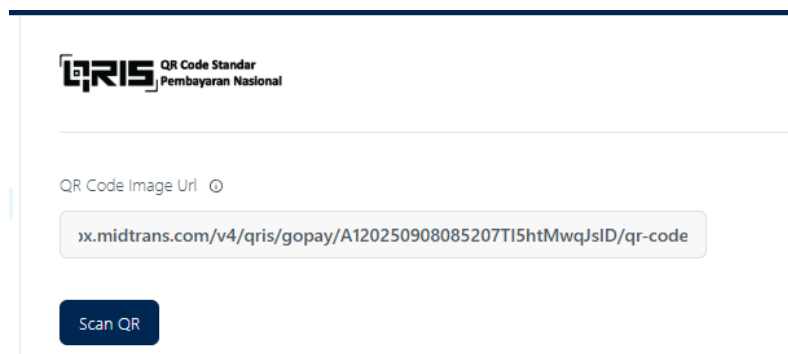 QRIS QR Code Standar
Pembayaran Nasional
QR Code Image Url
x.midtrans.com/v4/qris/gopay/A120250908085207TI5htMwqJsID/qr-code
Scan QR